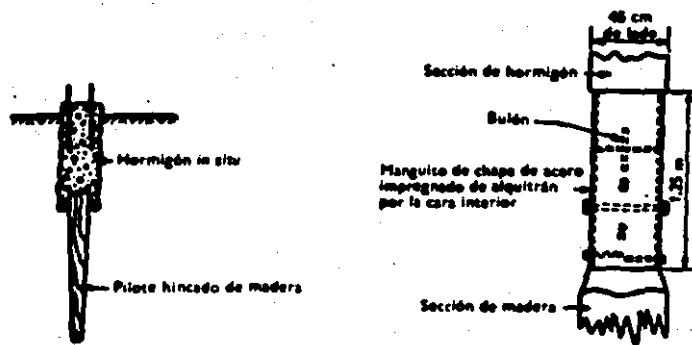 Hormigón in situ
Pilote hincado de madera
46 cm
de lado
Sección de hormigón
Bulón
Manguito de chapa de acero
impregnado de alquitrán
por la cara interior
1,25 m
Sección de madera